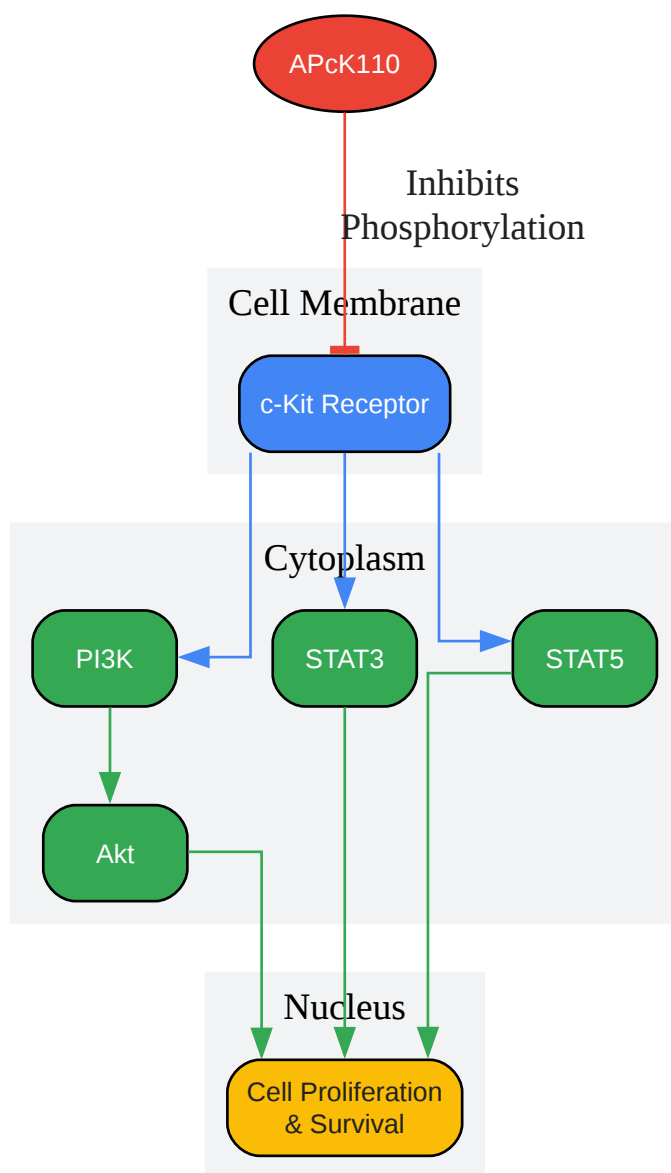 APcK110
Inhibits
Phosphorylation
Cell Membrane
c-Kit Receptor
Cytoplasm
PI3K
STAT3
STAT5
Akt
Nucleus
Cell Proliferation
& Survival